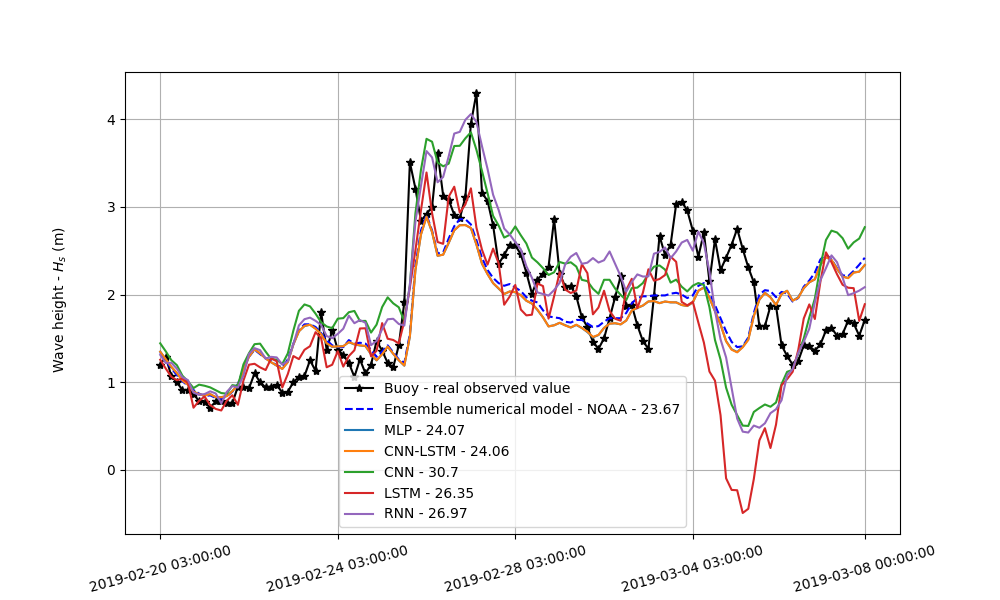 4
3
2
1
0
Wave height - Hs (m)
Buoy - real observed value
Ensemble numerical model - NOAA - 23.67
MLP - 24.07
CNN-LSTM - 24.06
CNN - 30.7
LSTM - 26.35
RNN - 26.97
2019-02-20 03:00:00
2019-02-24 03:00:00
2019-02-28 03:00:00
2019-03-04 03:00:00
2019-03-08 00:00:00